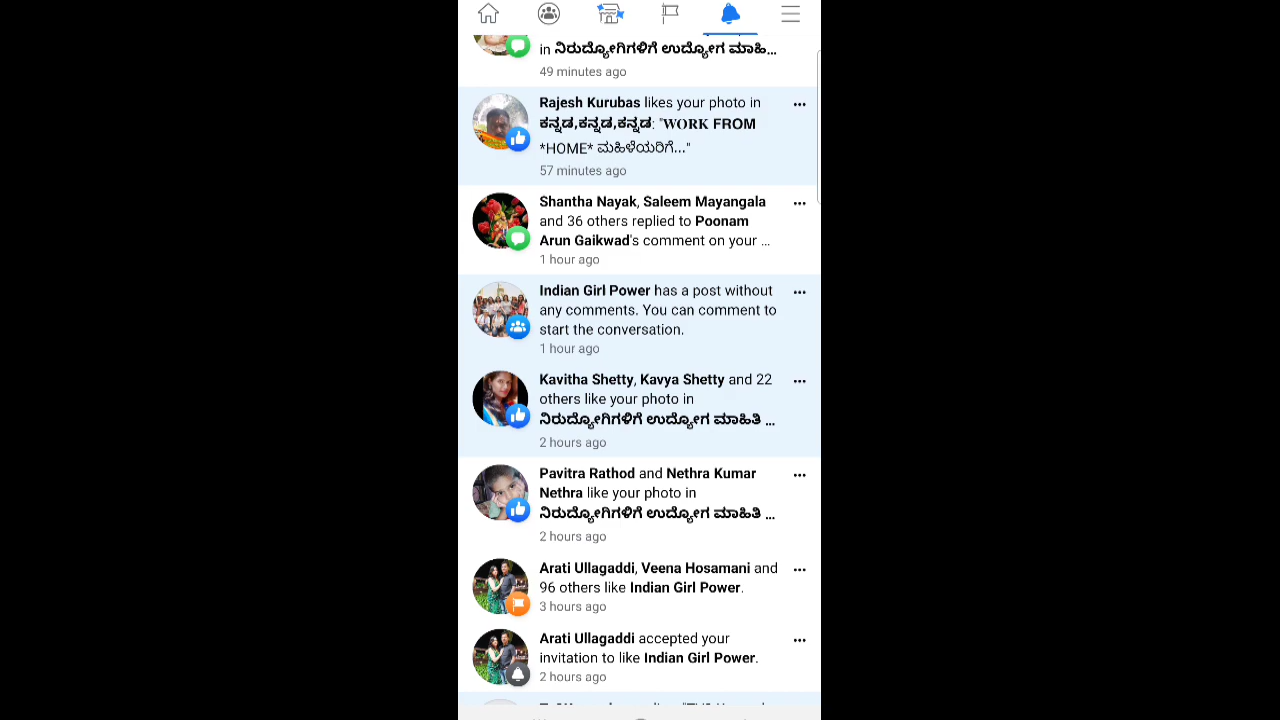 in ನಿರುದ್ಯೋಗಿಗಳಿಗೆ ಉದ್ಯೋಗ ಮಾಹಿ...
49 minutes ago
Rajesh Kurubas likes your photo in
ಕನ್ನಡ,ಕನ್ನಡ,ಕನ್ನಡ: "𝐖𝐎𝐑𝐊 𝗙𝗥𝗢𝗠
*HOME* ಮಹಿಳೆಯರಿಗೆ..."
57 minutes ago
Shantha Nayak, Saleem Mayangala
and 36 others replied to Poonam
Arun Gaikwad's comment on your ...
1 hour ago
Indian Girl Power has a post without
any comments. You can comment to
start the conversation.
1 hour ago
Kavitha Shetty, Kavya Shetty and 22
others like your photo in
ನಿರುದ್ಯೋಗಿಗಳಿಗೆ ಉದ್ಯೋಗ ಮಾಹಿತಿ ...
2 hours ago
Pavitra Rathod and Nethra Kumar
Nethra like your photo in
ನಿರುದ್ಯೋಗಿಗಳಿಗೆ ಉದ್ಯೋಗ ಮಾಹಿತಿ ...
2 hours ago
Arati Ullagaddi, Veena Hosamani and
96 others like Indian Girl Power.
3 hours ago
Arati Ullagaddi accepted your
invitation to like Indian Girl Power.
2 hours ago